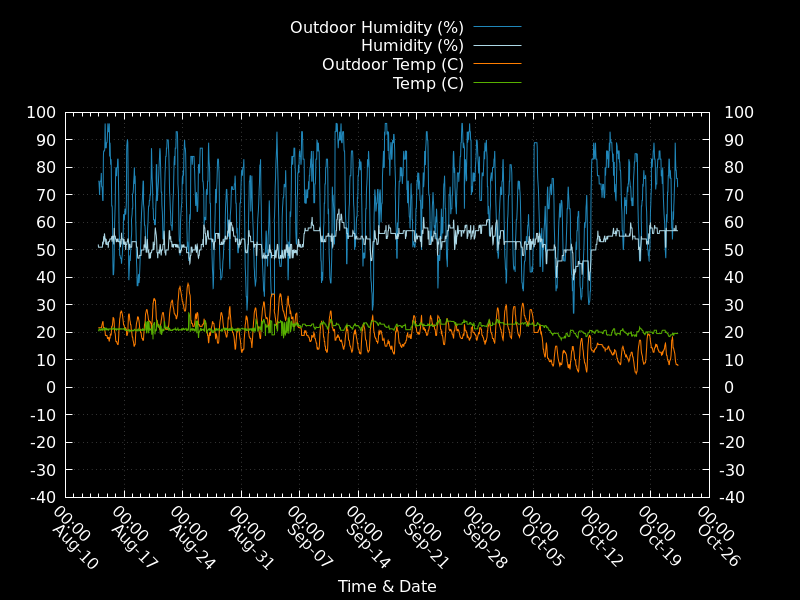 Outdoor Humidity (%)
Humidity (%)
Outdoor Temp (C)
Temp (C)
100 100
90 90
80 80
70 70
60 60
50 50
40 40
30 30
20 20
10 10
0 0
-10 -10
-20 -20
-30 -30
-40 -40
00:00 00:00 00:00 00:00 00:00 00:00 00:00 00:00 00:00 00:00 00:00 00:00
Aug-10 Aug-17 Aug-24 Aug-31 Sep-07 Sep-14 Sep-21 Sep-28 Oct-05 Oct-12 Oct-19 Oct-26
Time & Date